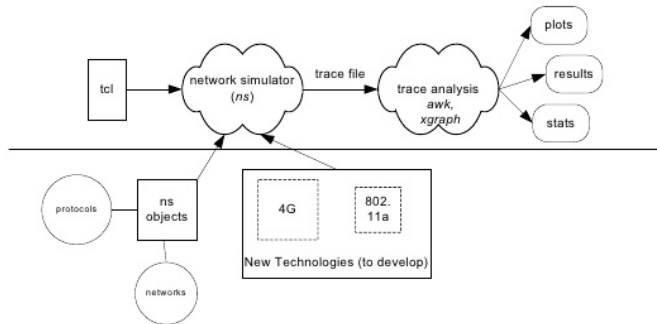 plots
network simulator
(ns)
trace file
tcl
trace analysis
awk,
xgraph
results
stats
protocols
ns
objects
networks
4G
802.
11a
New Technologies (to develop)